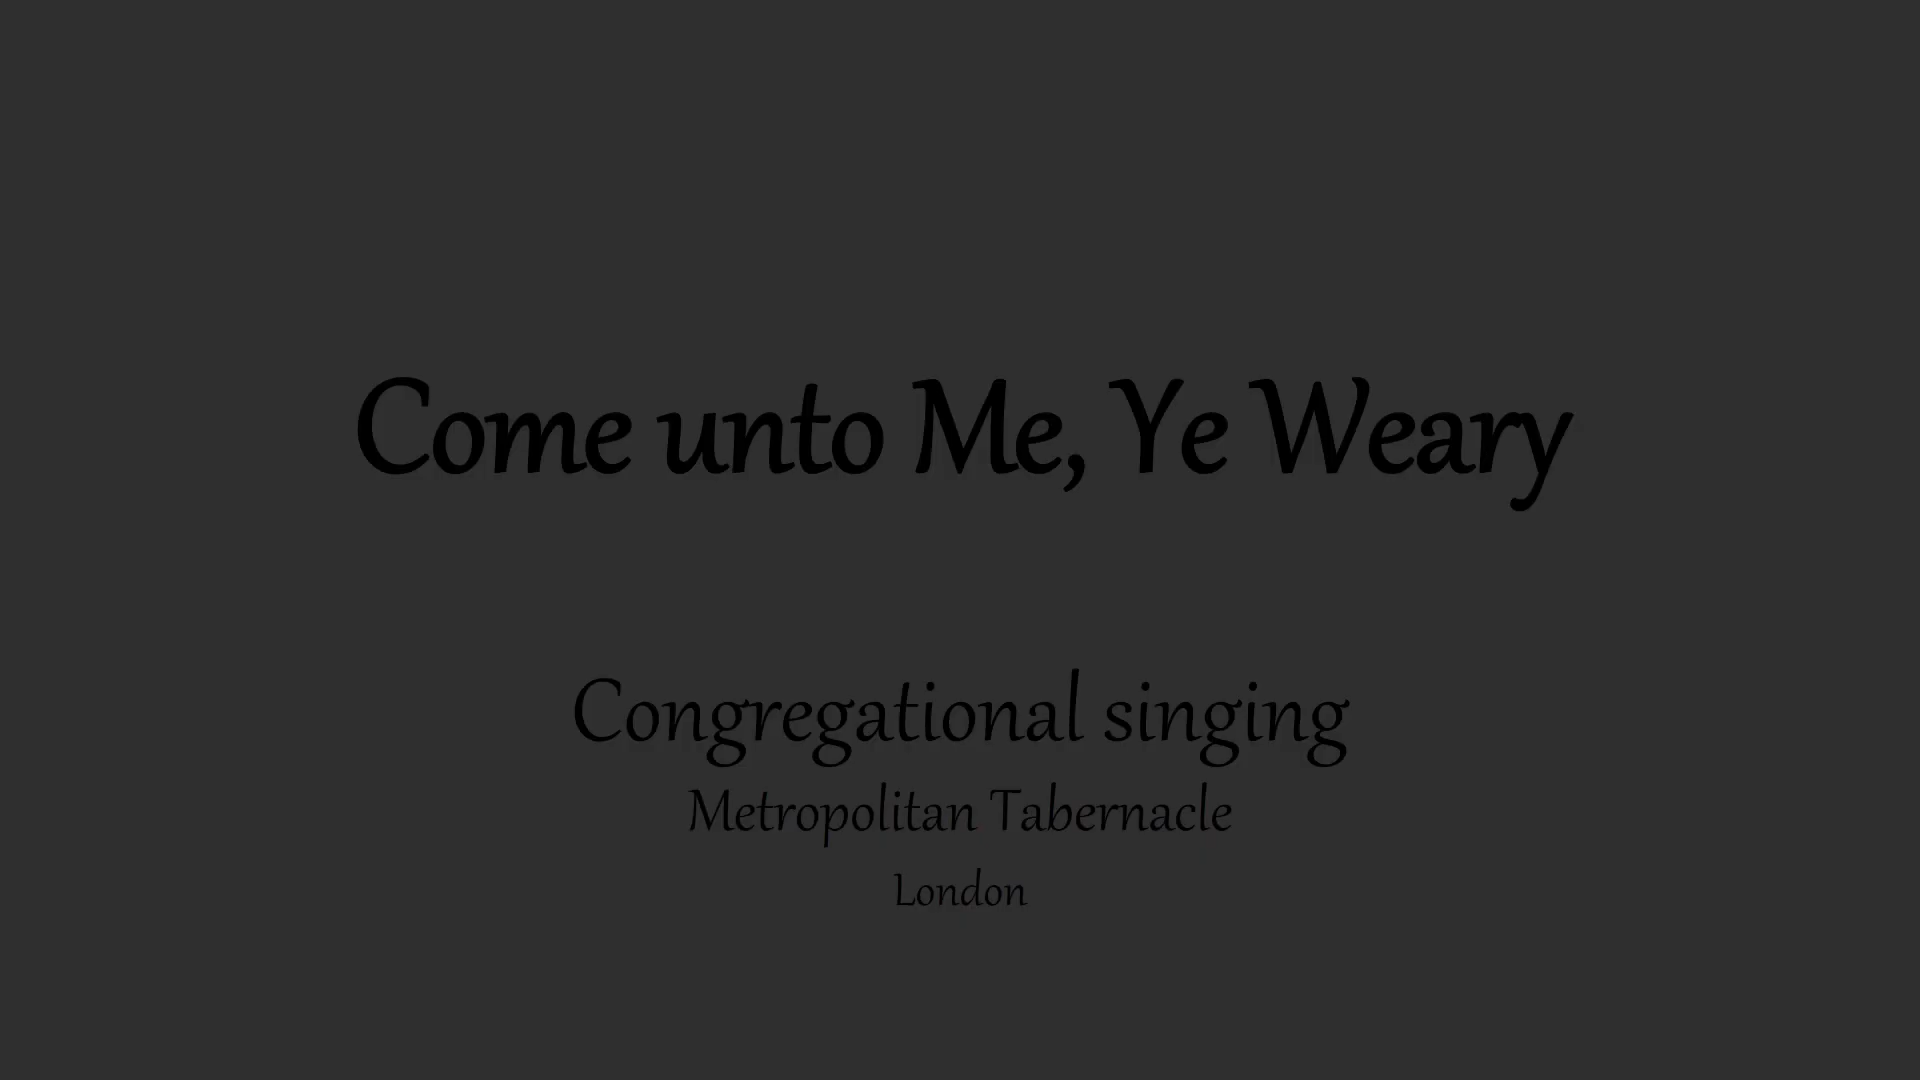 Come unto Me, Ye Weary
Congregational singing
Metropolitan Tabernacle
London